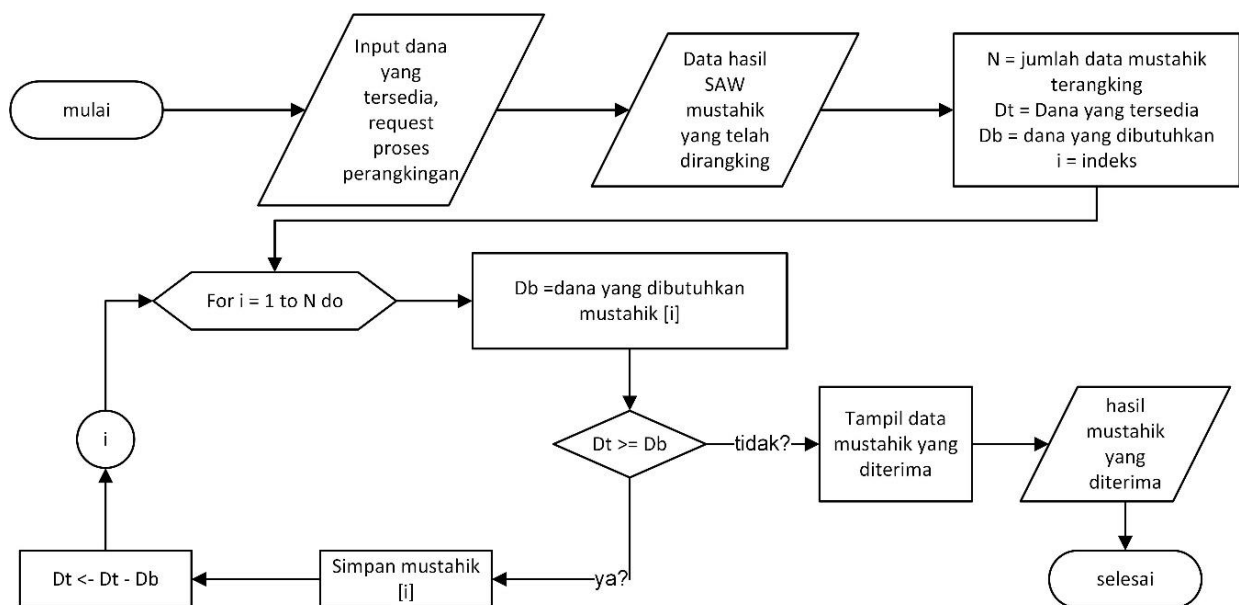 mulai
Input dana
yang
tersedia,
request
proses
perangkingan
Data hasil
SAW
mustahik
yang telah
dirangking
N = jumlah data mustahik
terangking
Dt = Dana yang tersedia
Db = dana yang dibutuhkan
i = indeks
For i = 1 to N do
Db =dana yang dibutuhkan
mustahik [i]
i
Dt >= Db
tidak?
Tampil data
mustahik yang
diterima
hasil
mustahik
yang
diterima
Dt <- Dt - Db
Simpan mustahik
[i]
ya?
selesai